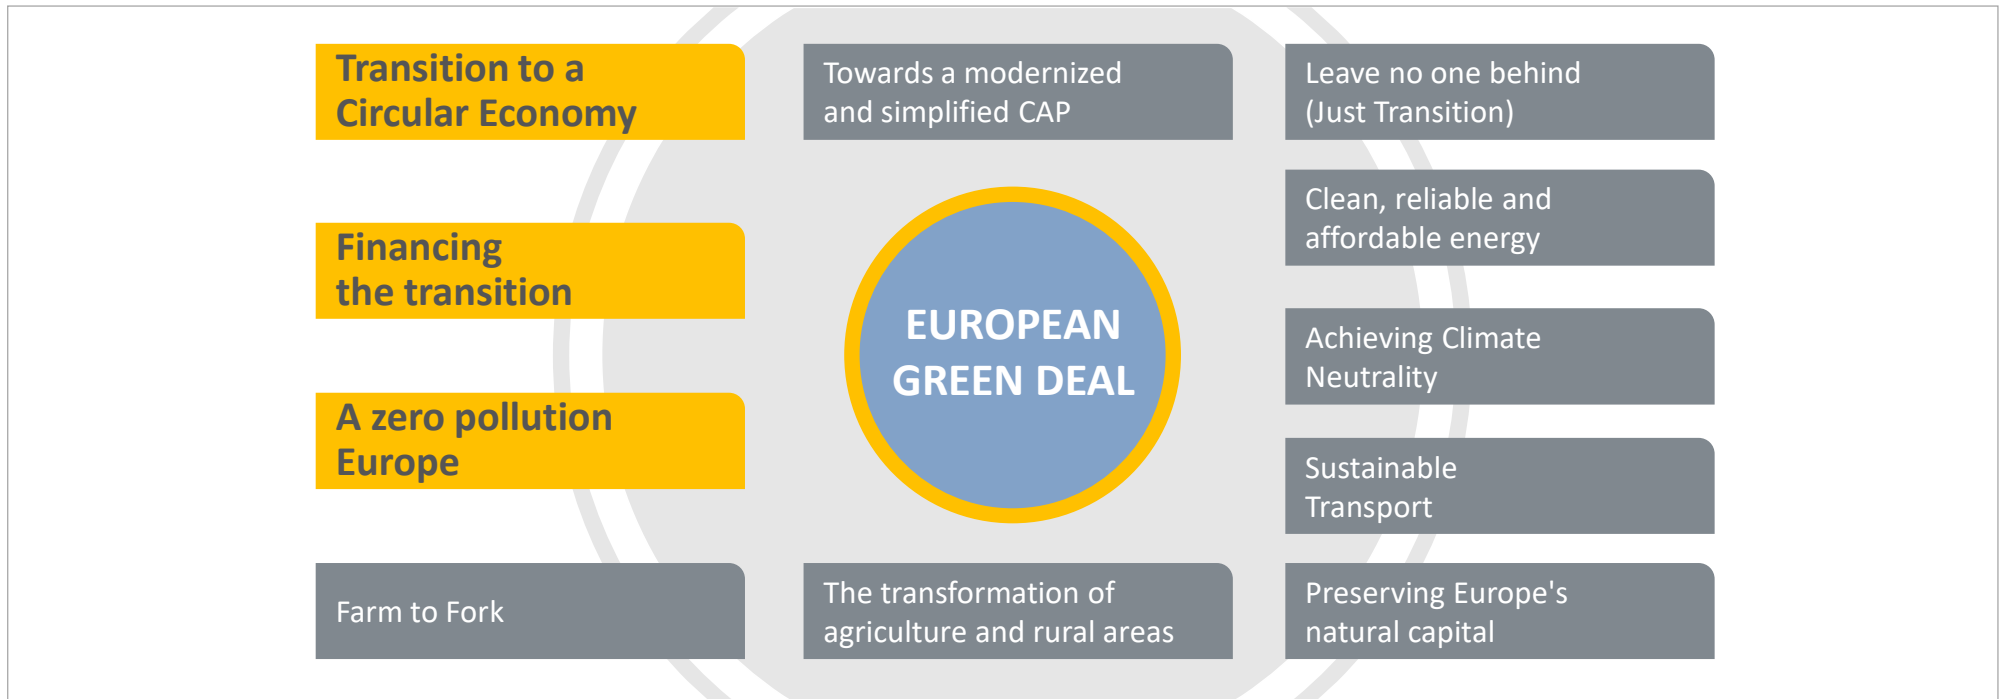 Transition to a
Circular Economy
Towards a modernized
and simplified CAP
Leave no one behind
(Just Transition)
Clean, reliable and
affordable energy
Financing
the transition
EUROPEAN
GREEN DEAL
Achieving Climate
Neutrality
A zero pollution
Europe
Sustainable
Transport
Farm to Fork
The transformation of
agriculture and rural areas
Preserving Europe's
natural capital